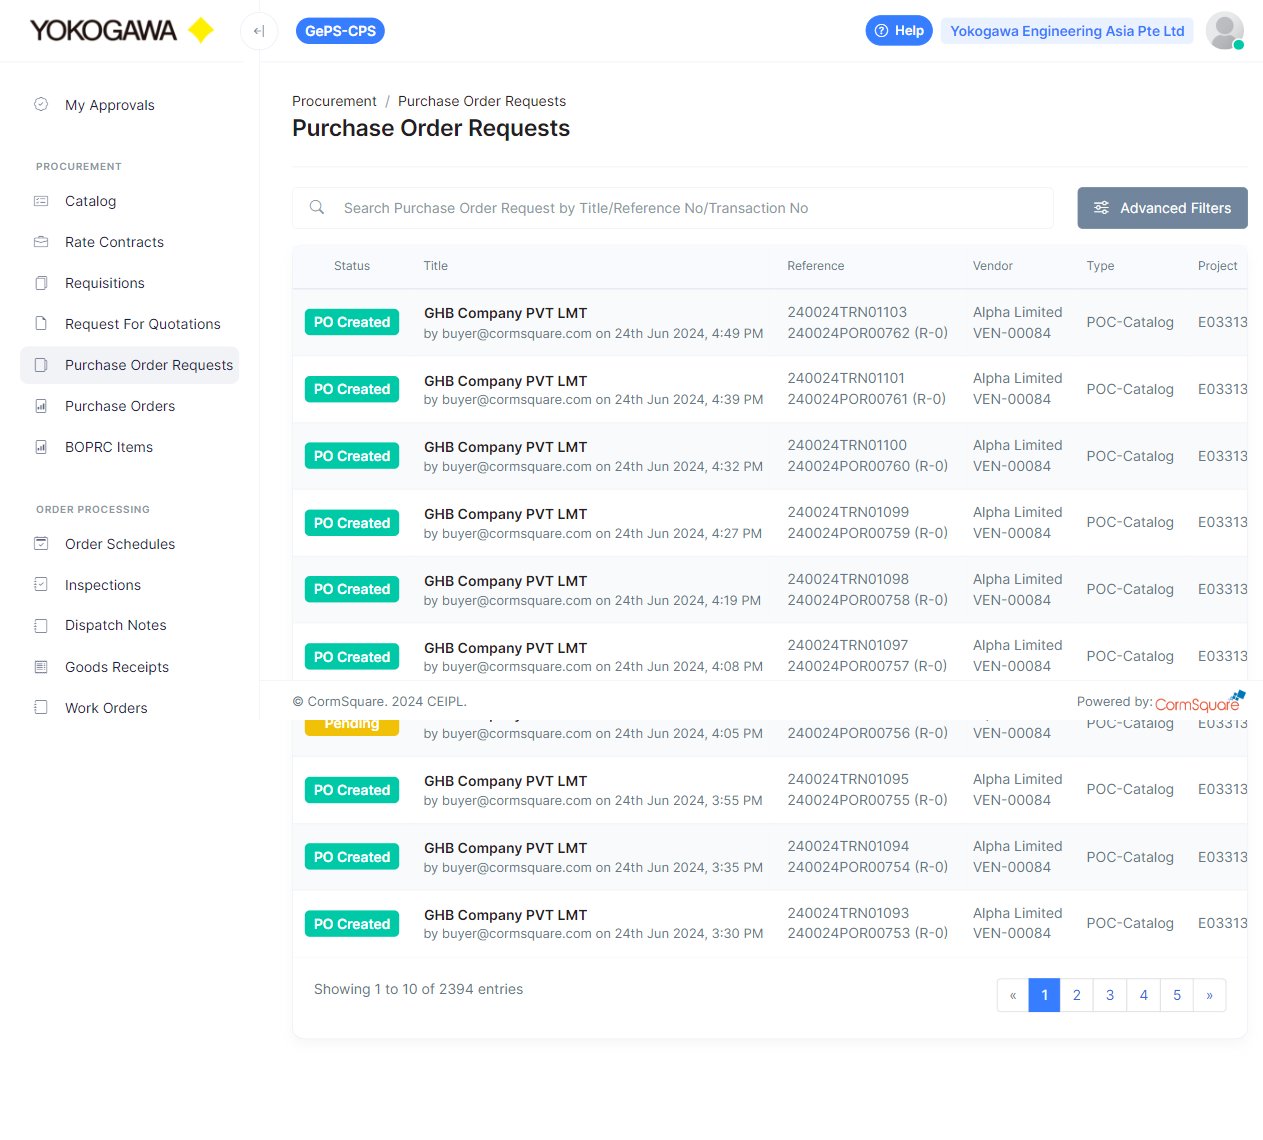 YOKOGAWA
GePS-CPS
Help
Yokogawa Engineering Asia Pte Ltd
My Approvals
PROCUREMENT
Catalog
Rate Contracts
Requisitions
Request For Quotations
Purchase Order Requests
Purchase Orders
BOPRC Items
ORDER PROCESSING
Order Schedules
Inspections
Dispatch Notes
Goods Receipts
Work Orders
Procurement / Purchase Order Requests
Purchase Order Requests
Search Purchase Order Request by Title/Reference No/Transaction No
Advanced Filters
Status Title Reference Vendor Type Project
PO Created GHB Company PVT LMT 240024TRN01103 Alpha Limited POC-Catalog E03313
by buyer@cormsquare.com on 24th Jun 2024, 4:49 PM 240024POR00762 (R-0) VEN-00084
PO Created GHB Company PVT LMT 240024TRN01101 Alpha Limited POC-Catalog E03313
by buyer@cormsquare.com on 24th Jun 2024, 4:39 PM 240024POR00761 (R-0) VEN-00084
PO Created GHB Company PVT LMT 240024TRN01100 Alpha Limited POC-Catalog E03313
by buyer@cormsquare.com on 24th Jun 2024, 4:32 PM 240024POR00760 (R-0) VEN-00084
PO Created GHB Company PVT LMT 240024TRN01099 Alpha Limited POC-Catalog E03313
by buyer@cormsquare.com on 24th Jun 2024, 4:27 PM 240024POR00759 (R-0) VEN-00084
PO Created GHB Company PVT LMT 240024TRN01098 Alpha Limited POC-Catalog E03313
by buyer@cormsquare.com on 24th Jun 2024, 4:19 PM 240024POR00758 (R-0) VEN-00084
PO Created GHB Company PVT LMT 240024TRN01097 Alpha Limited POC-Catalog E03313
by buyer@cormsquare.com on 24th Jun 2024, 4:08 PM 240024POR00757 (R-0) VEN-00084
© CormSquare. 2024 CEIPL. Powered by: CormSquare
Pending POC-Catalog E03313
by buyer@cormsquare.com on 24th Jun 2024, 4:05 PM 240024POR00756 (R-0) VEN-00084
PO Created GHB Company PVT LMT 240024TRN01095 Alpha Limited POC-Catalog E03313
by buyer@cormsquare.com on 24th Jun 2024, 3:55 PM 240024POR00755 (R-0) VEN-00084
PO Created GHB Company PVT LMT 240024TRN01094 Alpha Limited POC-Catalog E03313
by buyer@cormsquare.com on 24th Jun 2024, 3:35 PM 240024POR00754 (R-0) VEN-00084
PO Created GHB Company PVT LMT 240024TRN01093 Alpha Limited POC-Catalog E03313
by buyer@cormsquare.com on 24th Jun 2024, 3:30 PM 240024POR00753 (R-0) VEN-00084
Showing 1 to 10 of 2394 entries
« 1 2 3 4 5 »